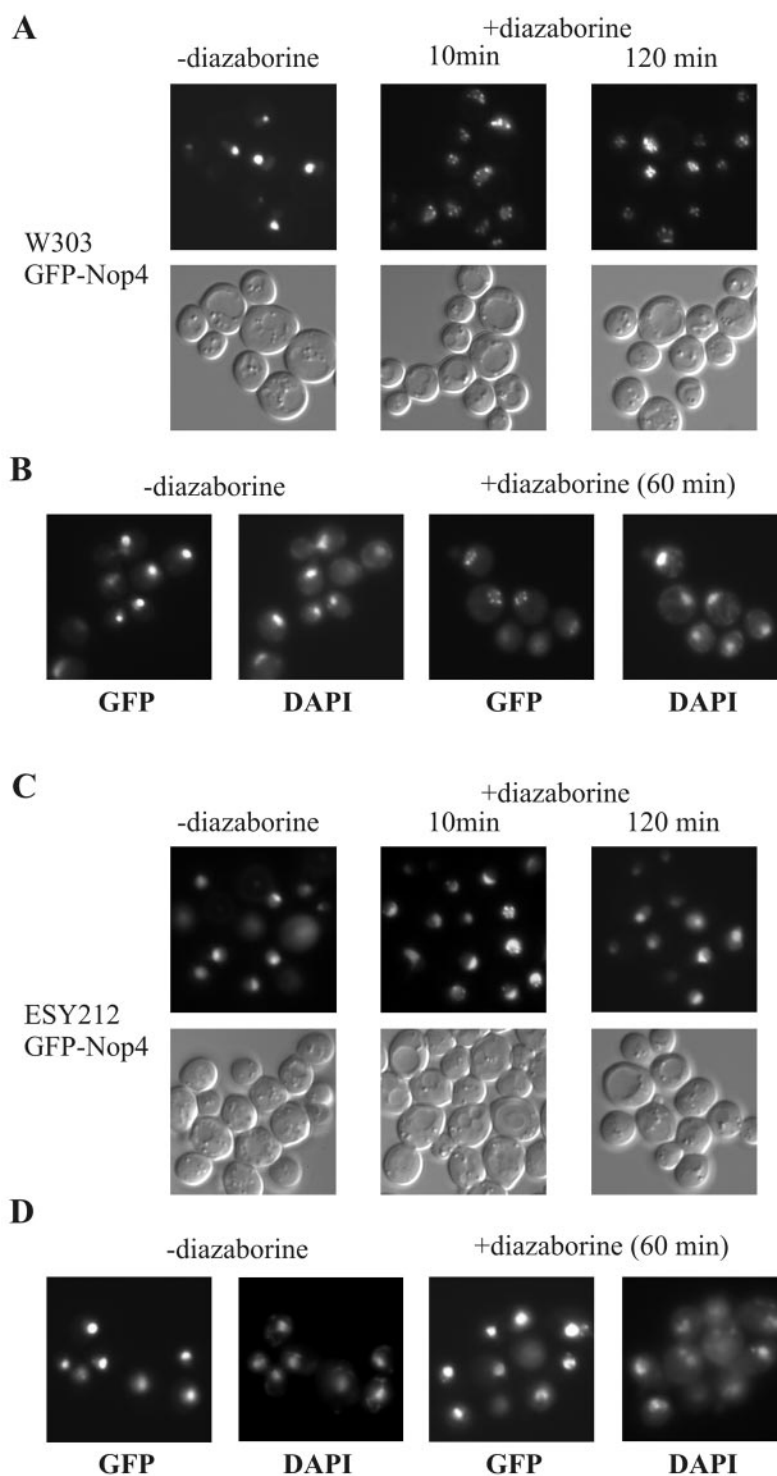 A
+diazaborine
-diazaborine 10min 120 min
W303
GFP-Nop4
B
-diazaborine +diazaborine (60 min)
GFP DAPI GFP DAPI
C
+diazaborine
-diazaborine 10min 120 min
ESY212
GFP-Nop4
D
-diazaborine +diazaborine (60 min)
GFP DAPI GFP DAPI